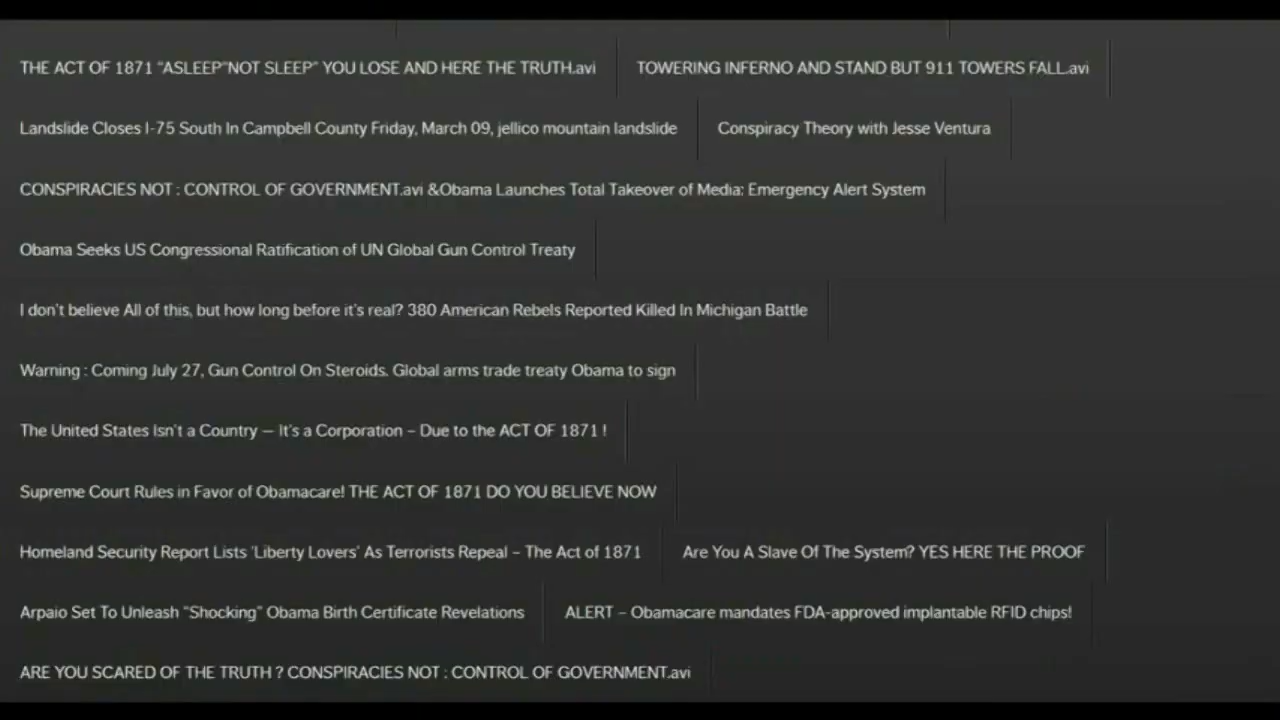 THE ACT OF 1871 "ASLEEP"NOT SLEEP" YOU LOSE AND HERE THE TRUTH.avi TOWERING INFERNO AND STAND BUT 911 TOWERS FALL.avi
Landslide Closes I-75 South In Campbell County Friday, March 09, jellico mountain landslide Conspiracy Theory with Jesse Ventura
CONSPIRACIES NOT : CONTROL OF GOVERNMENT.avi &Obama Launches Total Takeover of Media: Emergency Alert System
Obama Seeks US Congressional Ratification of UN Global Gun Control Treaty
I don't believe All of this, but how long before it's real? 380 American Rebels Reported Killed In Michigan Battle
Warning : Coming July 27, Gun Control On Steroids. Global arms trade treaty Obama to sign
The United States Isn't a Country — It's a Corporation – Due to the ACT OF 1871 !
Supreme Court Rules in Favor of Obamacare! THE ACT OF 1871 DO YOU BELIEVE NOW
Homeland Security Report Lists 'Liberty Lovers' As Terrorists Repeal – The Act of 1871 Are You A Slave Of The System? YES HERE THE PROOF
Arpaio Set To Unleash "Shocking" Obama Birth Certificate Revelations ALERT – Obamacare mandates FDA-approved implantable RFID chips!
ARE YOU SCARED OF THE TRUTH ? CONSPIRACIES NOT : CONTROL OF GOVERNMENT.avi